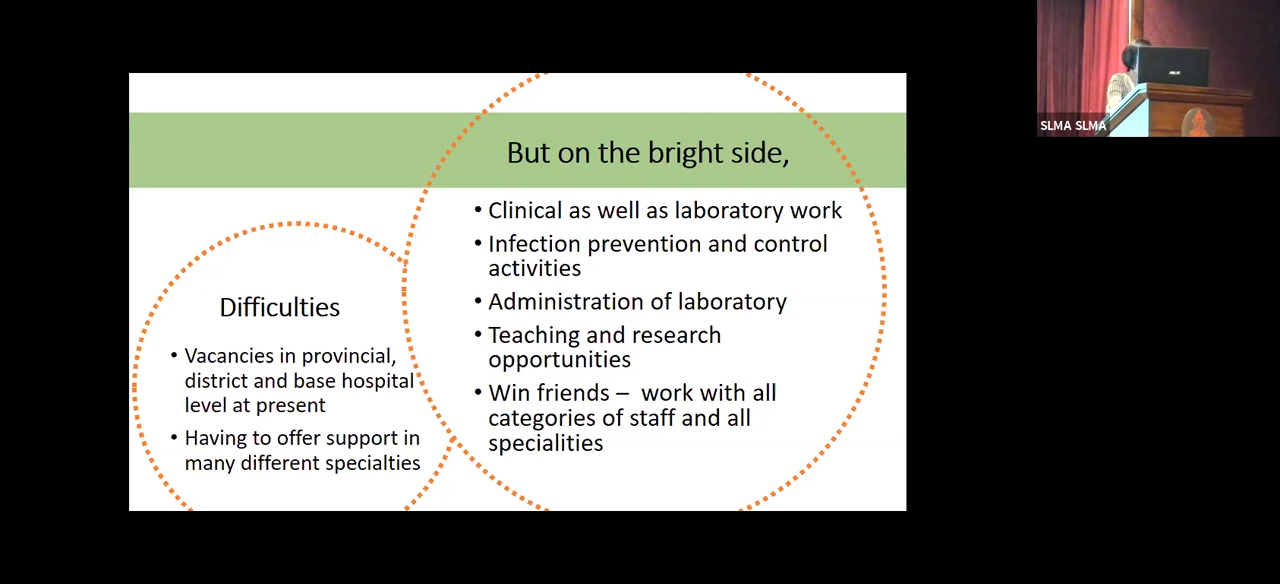 But on the bright side,
• Clinical as well as laboratory work
• Infection prevention and control
activities
• Administration of laboratory
• Teaching and research
opportunities
• Win friends – work with all
categories of staff and all
specialities
Difficulties
• Vacancies in provincial,
district and base hospital
level at present
• Having to offer support in
many different specialties
SLMA SLMA
ASUS